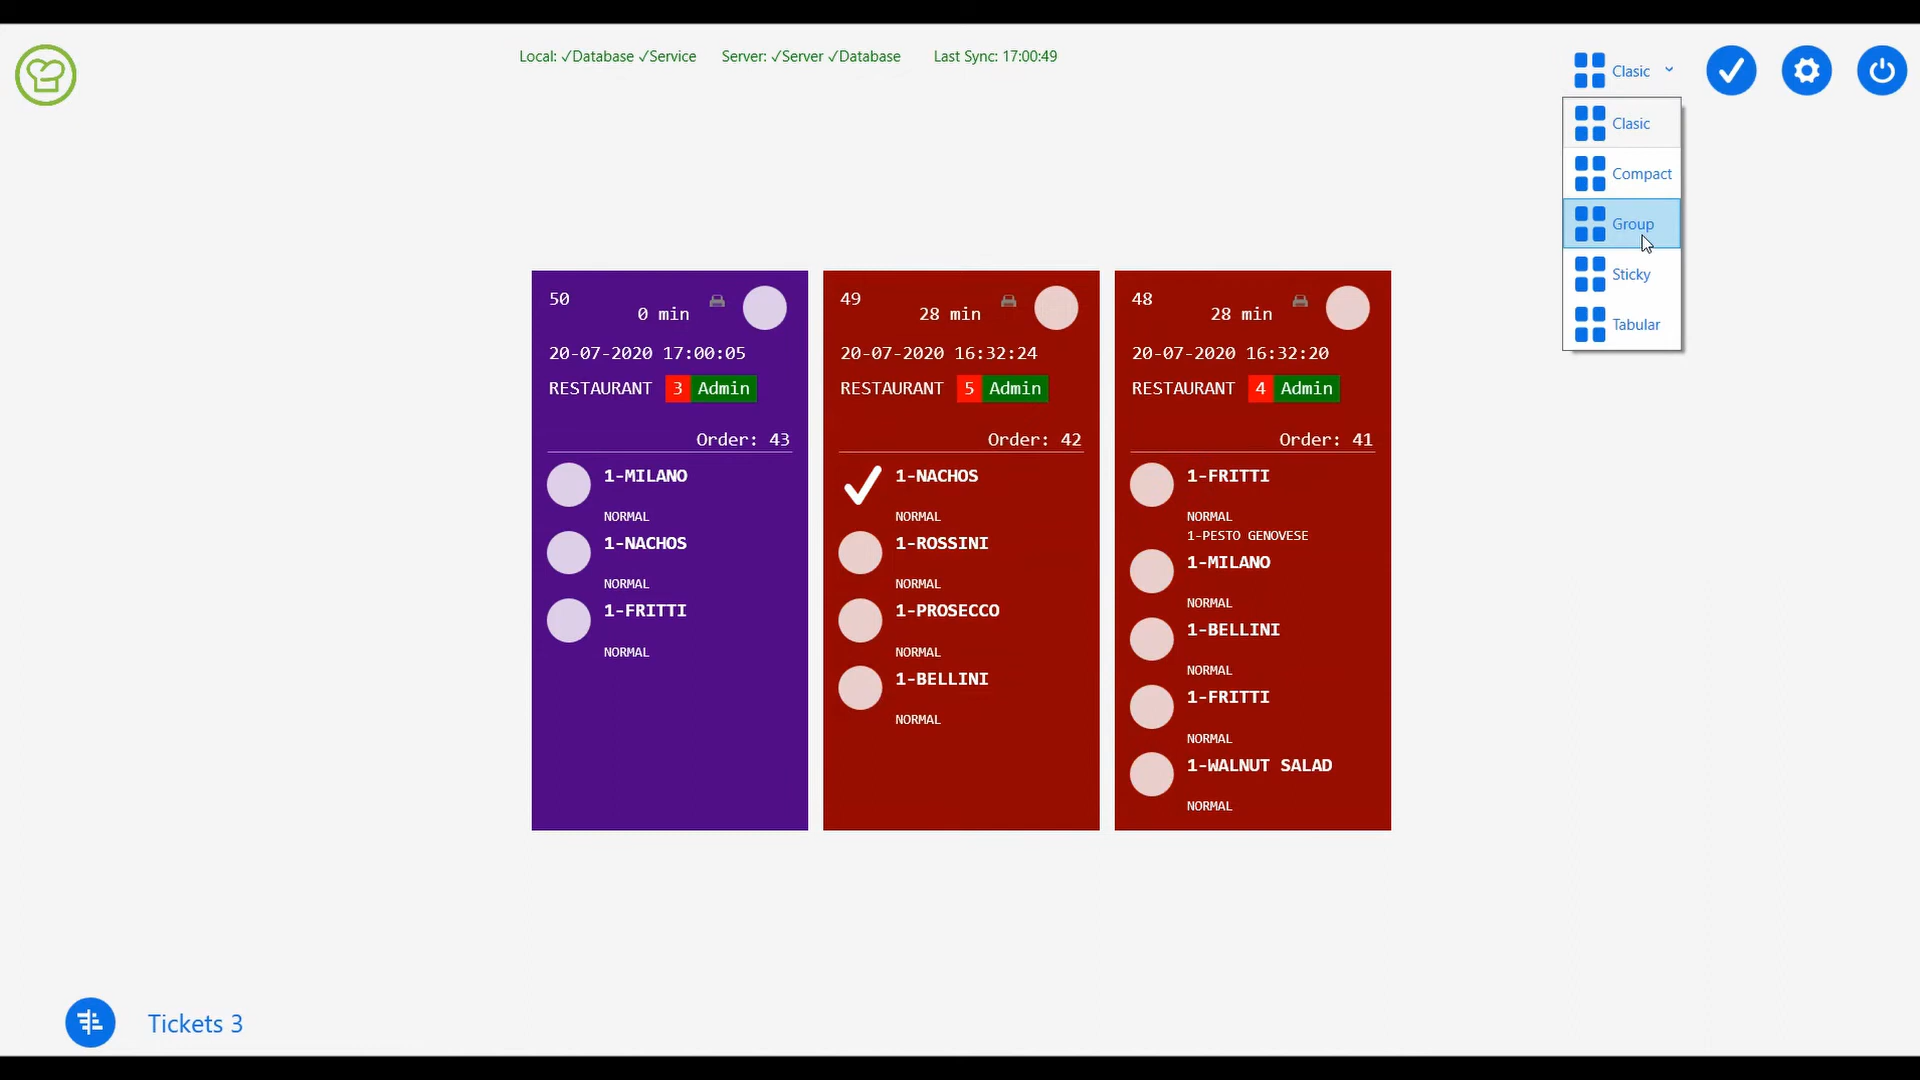 Local: ✓Database ✓Service Server: ✓Server ✓Database Last Sync: 17:00:49
Clasic
Clasic
Compact
Group
Sticky
Tabular
50
0 min
20-07-2020 17:00:05
RESTAURANT 3 Admin
Order: 43
1-MILANO
NORMAL
1-NACHOS
NORMAL
1-FRITTI
NORMAL
49
28 min
20-07-2020 16:32:24
RESTAURANT 5 Admin
Order: 42
1-NACHOS
NORMAL
1-ROSSINI
NORMAL
1-PROSECCO
NORMAL
1-BELLINI
NORMAL
48
28 min
20-07-2020 16:32:20
RESTAURANT 4 Admin
Order: 41
1-FRITTI
NORMAL
1-PESTO GENOVESE
1-MILANO
NORMAL
1-BELLINI
NORMAL
1-FRITTI
NORMAL
1-WALNUT SALAD
NORMAL
Tickets 3